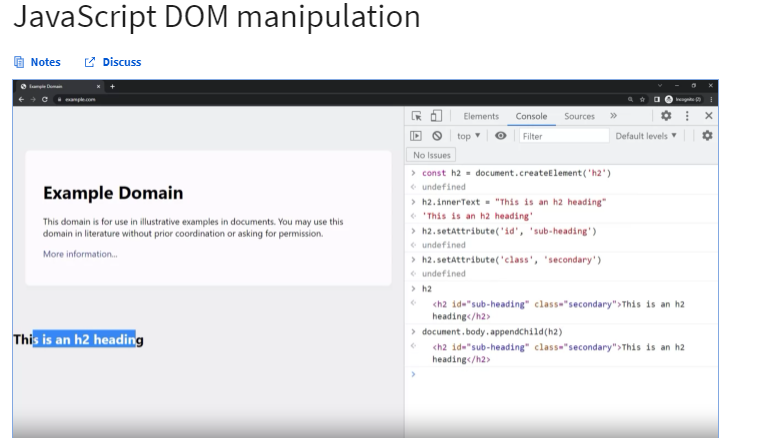 JavaScript DOM manipulation
Notes Discuss
Example Domain
example.com
Incognito (2)
Elements Console Sources
top Filter Default levels
No Issues
Example Domain
This domain is for use in illustrative examples in documents. You may use this
domain in literature without prior coordination or asking for permission.
More information...
This is an h2 heading
> const h2 = document.createElement('h2')
undefined
> h2.innerText = "This is an h2 heading"
'This is an h2 heading'
> h2.setAttribute('id', 'sub-heading')
undefined
> h2.setAttribute('class', 'secondary')
undefined
> h2
<h2 id="sub-heading" class="secondary">This is an h2
heading</h2>
> document.body.appendChild(h2)
<h2 id="sub-heading" class="secondary">This is an h2
heading</h2>
>